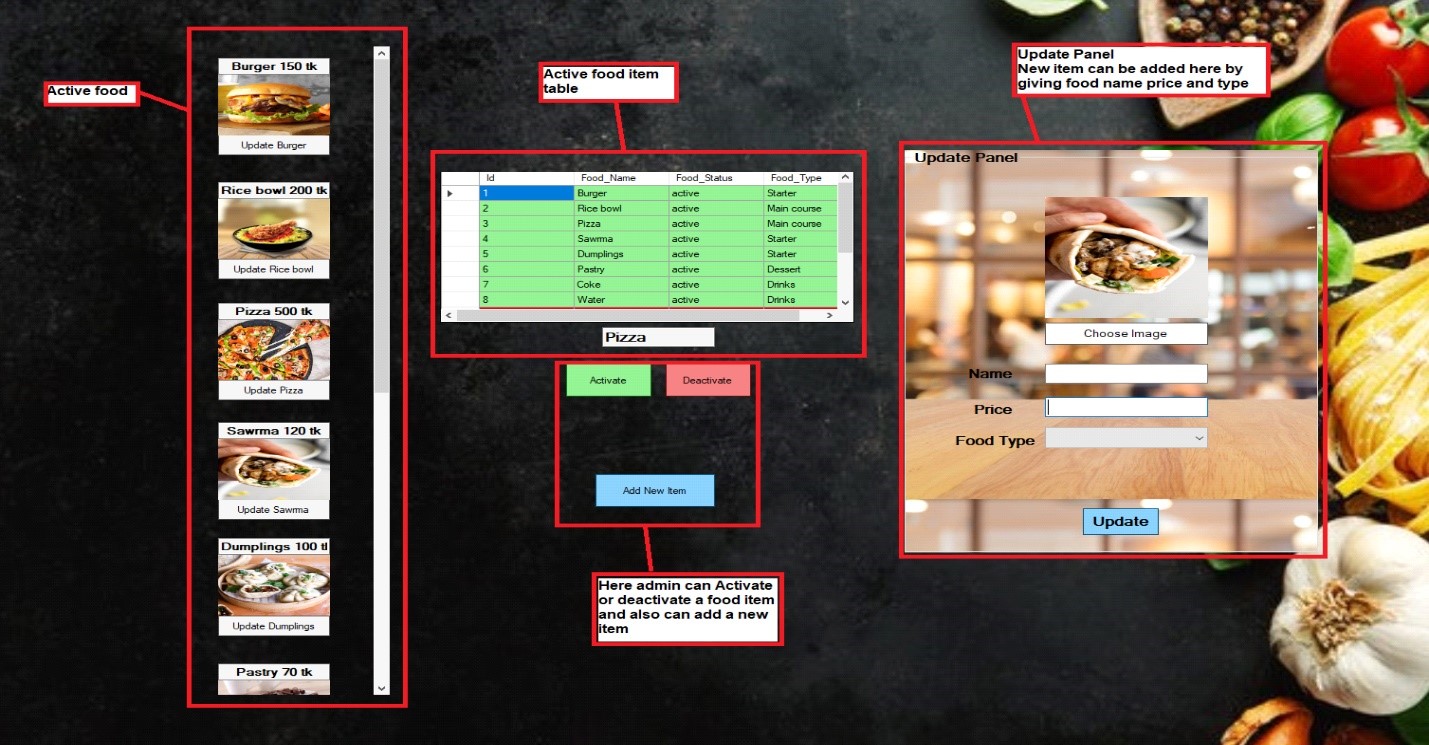 Active food
Burger 150 tk
Update Burger
Rice bowl 200 tk
Update Rice bowl
Pizza 500 tk
Update Pizza
Sawrma 120 tk
Update Sawrma
Dumplings 100 tl
Update Dumplings
Pastry 70 tk
Active food item
table
Id Food_Name Food_Status Food_Type
1 Burger active Starter
2 Rice bowl active Main course
3 Pizza active Main course
4 Sawrma active Starter
5 Dumplings active Starter
6 Pastry active Dessert
7 Coke active Drinks
8 Water active Drinks
Pizza
Activate Deactivate
Add New Item
Here admin can Activate
or deactivate a food item
and also can add a new
item
Update Panel
New item can be added here by
giving food name price and type
Update Panel
Choose Image
Name
Price
Food Type
Update